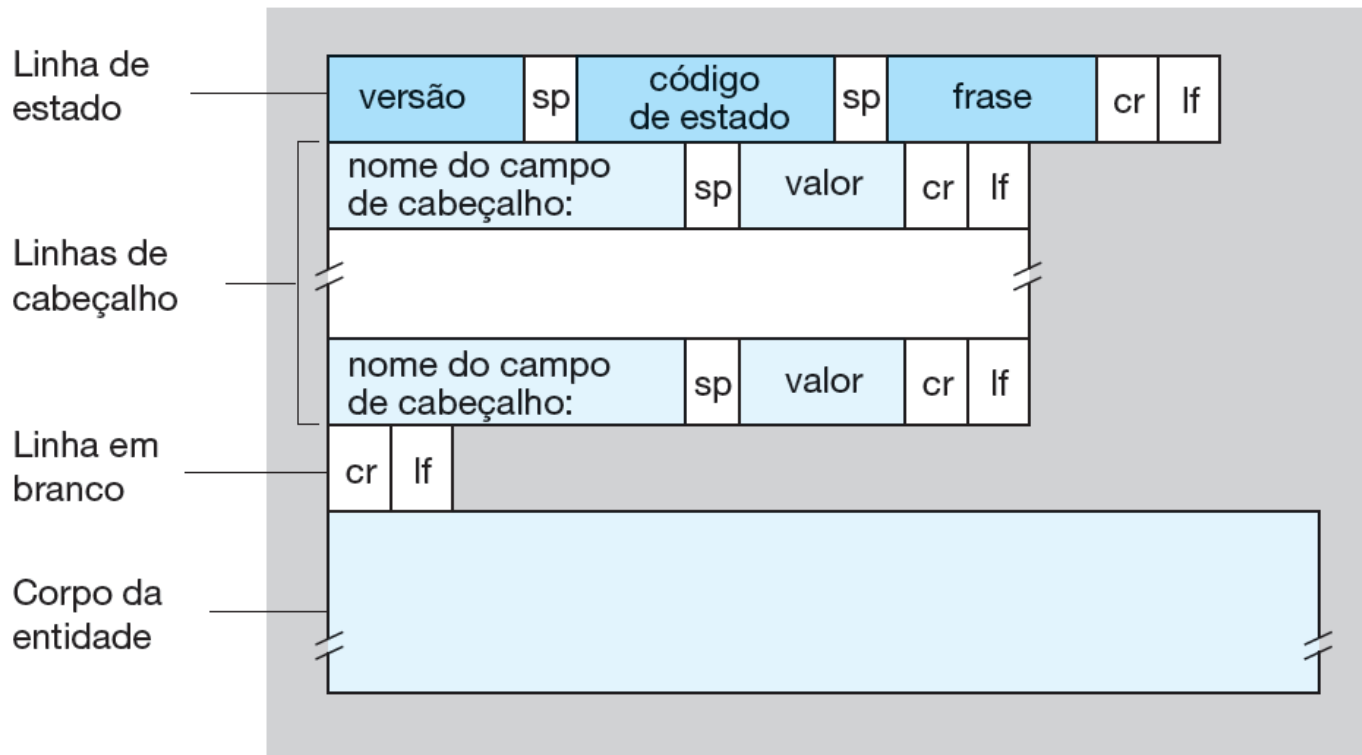 Linha de
estado
versão sp código
de estado sp frase cr lf
nome do campo
de cabeçalho: sp valor cr lf
Linhas de
cabeçalho
nome do campo
de cabeçalho: sp valor cr lf
Linha em
branco
cr lf
Corpo da
entidade